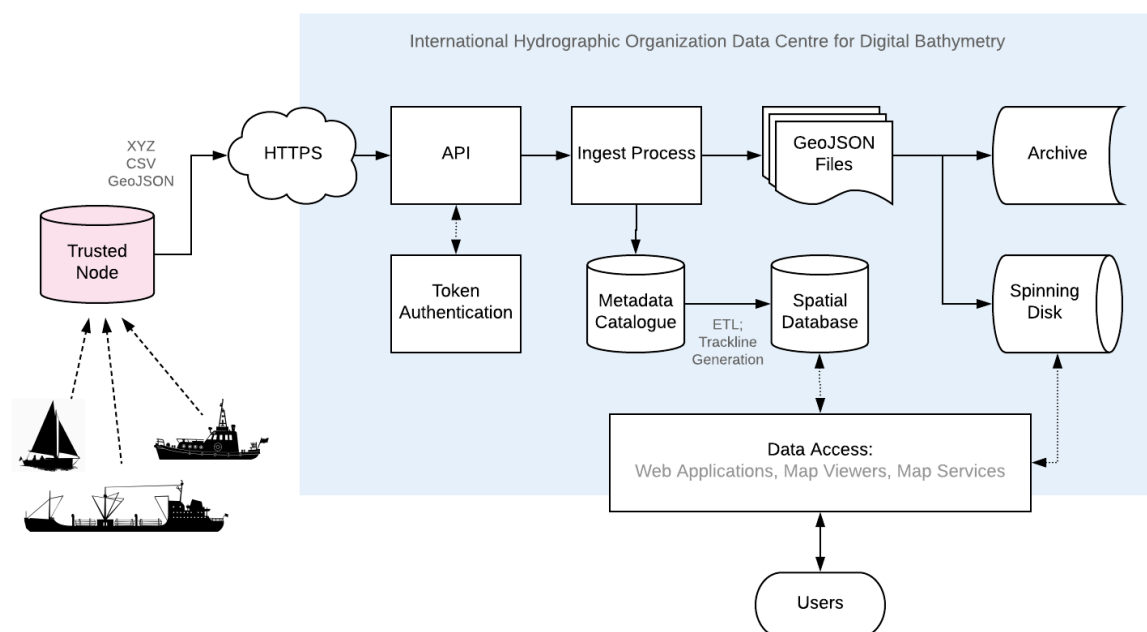 International Hydrographic Organization Data Centre for Digital Bathymetry
XYZ
CSV
GeoJSON
HTTPS
API
Ingest Process
GeoJSON
Files
Archive
Trusted
Node
Token
Authentication
Metadata
Catalogue
ETL;
Trackline
Generation
Spatial
Database
Spinning
Disk
Data Access:
Web Applications, Map Viewers, Map Services
Users